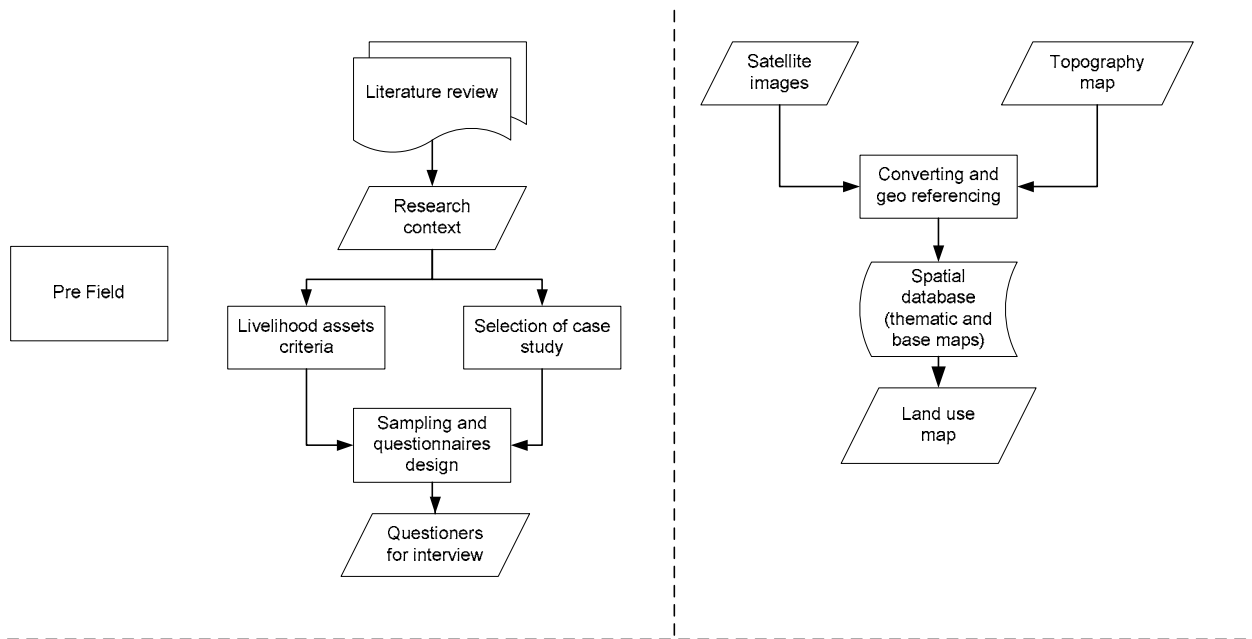 Pre Field
Literature review
Research
context
Livelihood assets
criteria
Selection of case
study
Sampling and
questionnaires
design
Questioners
for interview
Satellite
images
Topography
map
Converting and
geo referencing
Spatial
database
(thematic and
base maps)
Land use
map